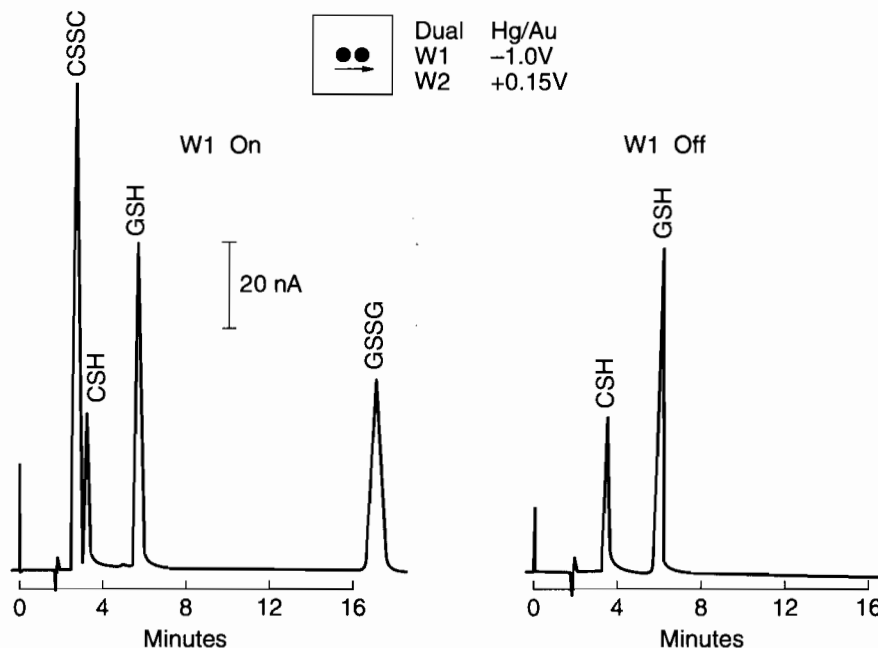 Dual Hg/Au
W1 −1.0V
W2 +0.15V
W1 On
CSSC
CSH
GSH
20 nA
GSSG
0 4 8 12 16
Minutes
W1 Off
CSH
GSH
0 4 8 12 16
Minutes